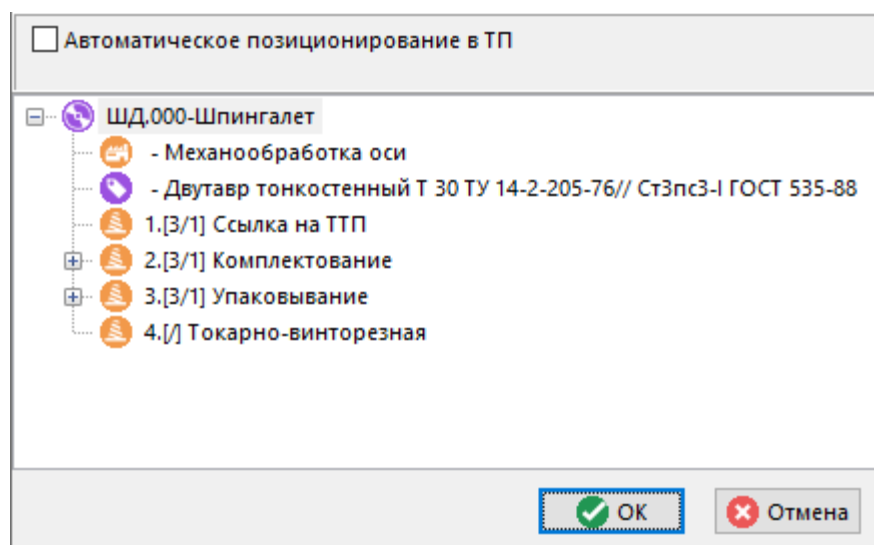 Автоматическое позиционирование в ТП
ШД.000-Шпингалет
- Механообработка оси
- Двутавр тонкостенный Т 30 ТУ 14-2-205-76// Ст3пс3-I ГОСТ 535-88
1.[3/1] Ссылка на ТТП
2.[3/1] Комплектование
3.[3/1] Упаковывание
4.[/] Токарно-винторезная
ОК
Отмена